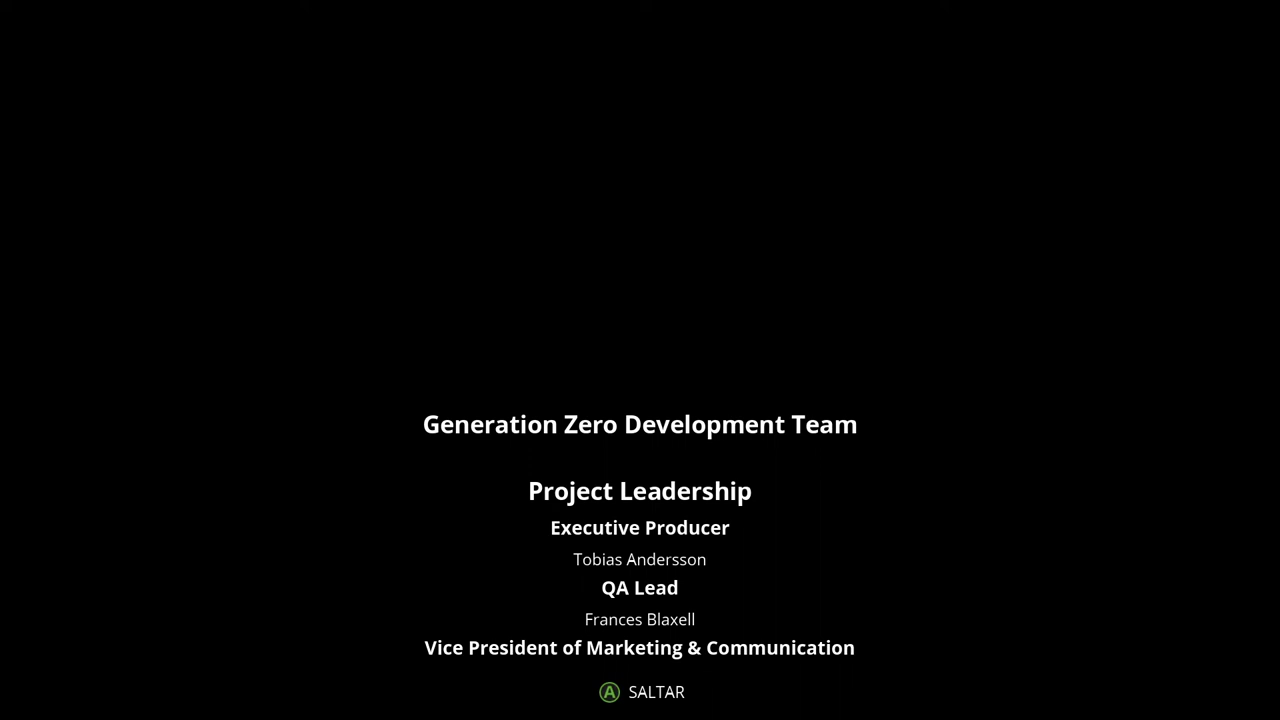 Generation Zero Development Team
Project Leadership
Executive Producer
Tobias Andersson
QA Lead
Frances Blaxell
Vice President of Marketing & Communication
A SALTAR